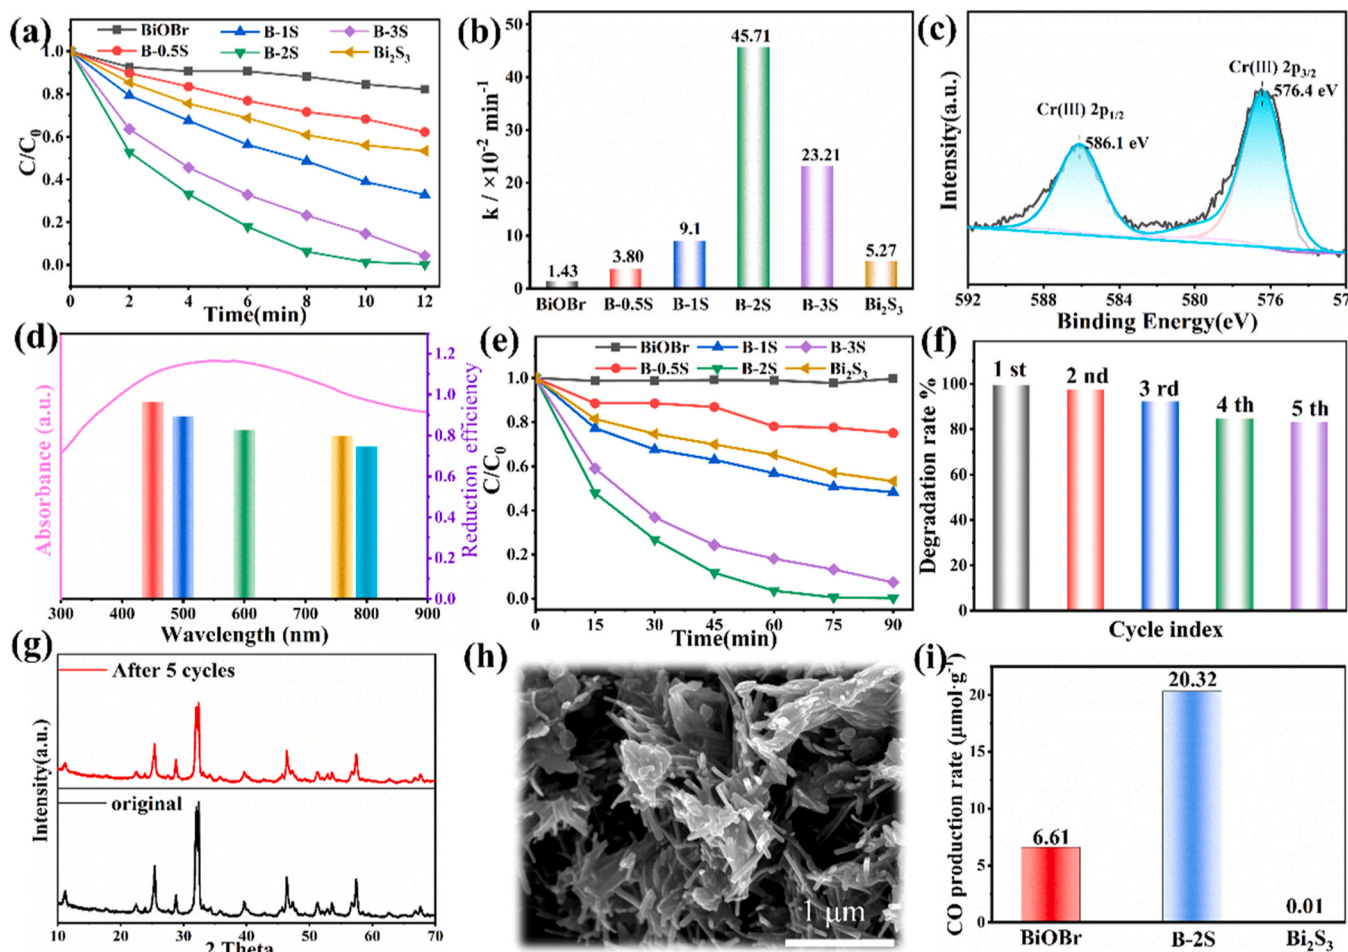 (a)
BiOBr
B-1S
B-3S
B-0.5S
B-2S
Bi₂S₃
C/C₀
1.0
0.8
0.6
0.4
0.2
0.0
0 2 4 6 8 10 12
Time(min)
(b)
k / ×10⁻² min⁻¹
50
40
30
20
10
0
1.43
3.80
9.1
45.71
23.21
5.27
BiOBr B-0.5S B-1S B-2S B-3S Bi₂S₃
(c)
Intensity(a.u.)
Cr(III) 2p₃/₂
576.4 eV
Cr(III) 2p₁/₂
586.1 eV
592 588 584 580 576
Binding Energy(eV)
(d)
Absorbance (a.u.)
Reduction efficiency
1.2
1.0
0.8
0.6
0.4
0.2
0.0
300 400 500 600 700 800 900
Wavelength (nm)
(e)
BiOBr
B-1S
B-3S
B-0.5S
B-2S
Bi₂S₃
C/C₀
1.0
0.8
0.6
0.4
0.2
0.0
0 15 30 45 60 75 90
Time(min)
(f)
Degradation rate %
100
80
60
40
20
0
1 st
2 nd
3 rd
4 th
5 th
Cycle index
(g)
After 5 cycles
original
Intensity(a.u.)
10 20 30 40 50 60 70
2 Theta
(h)
1 μm
(i)
CO production rate (μmol·g⁻¹)
20
15
10
5
0
6.61
20.32
0.01
BiOBr B-2S Bi₂S₃